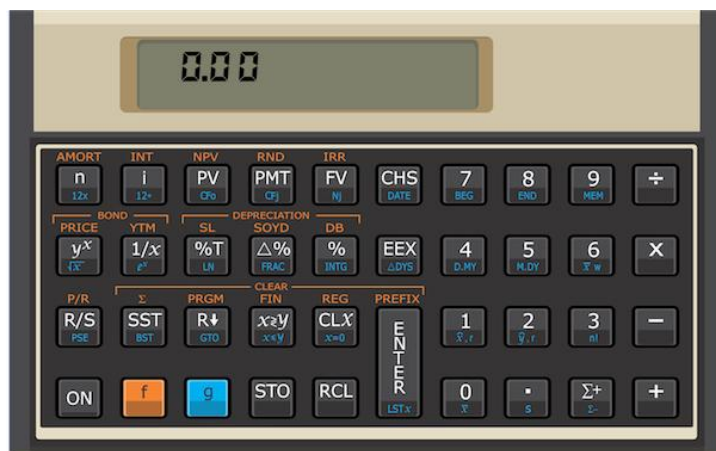 0.00
AMORT INT NPV RND IRR
n i PV PMT FV CHS 7 8 9 ÷
12x 12÷ CFo CFj Nj DATE BEG END MEM
BOND DEPRECIATION
PRICE YTM SL SOYD DB
yˣ 1/x %T △% % EEX 4 5 6 X
√x eˣ LN FRAC INTG △DYS D.MY M.DY x̅ w
CLEAR
P/R Σ PRGM FIN REG PREFIX
R/S SST R↓ x≷y CLX ENTER 1 2 3 −
PSE BST GTO x≤y x=0 x̂,r ŷ,r n!
ON f g STO RCL 0 . Σ+ +
LSTx x̅ s Σ-